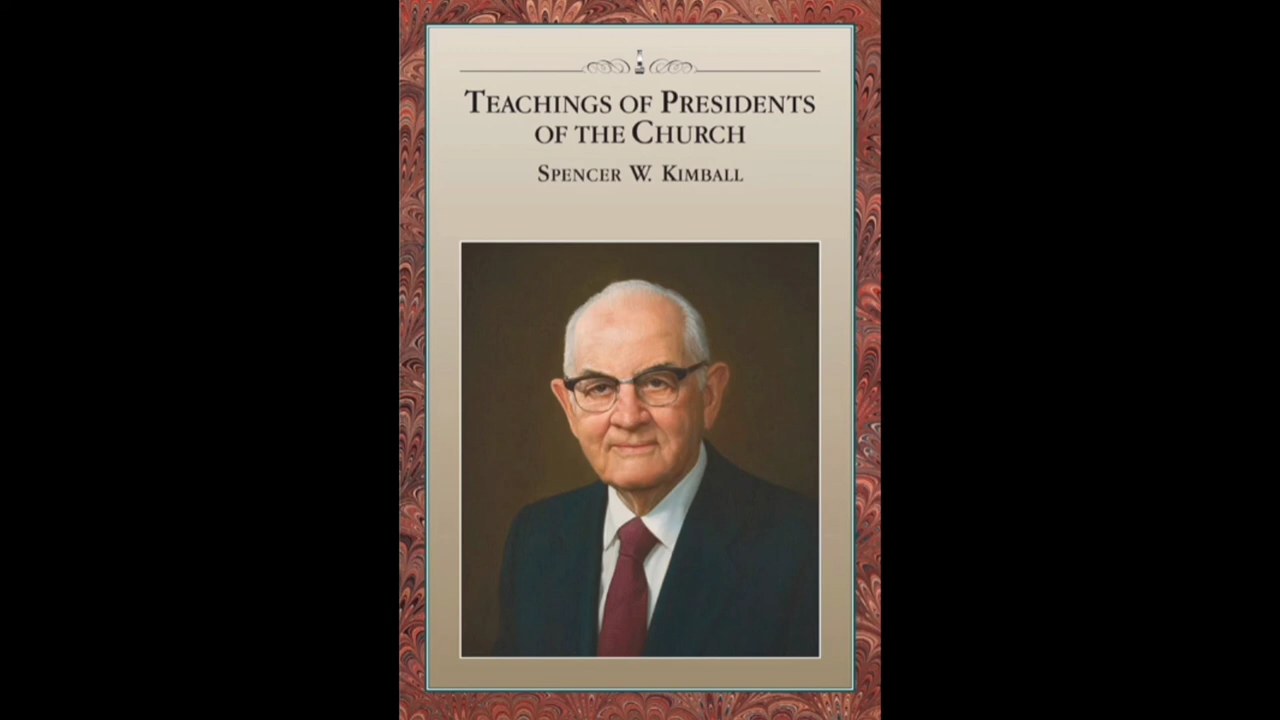 TEACHINGS OF PRESIDENTS
OF THE CHURCH
SPENCER W. KIMBALL